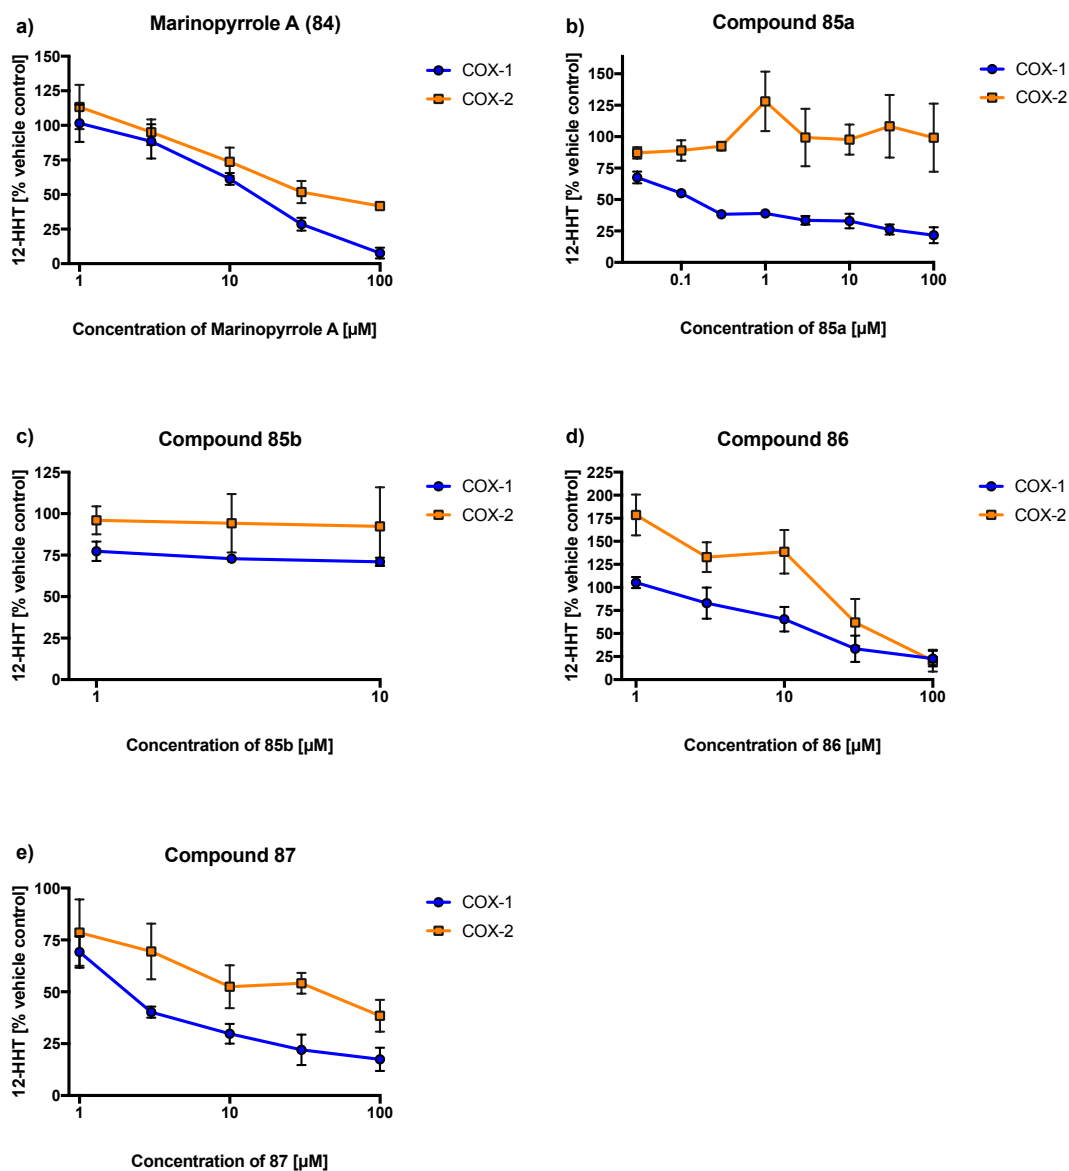 a)
Marinopyrrole A (84)
12-HHT [% vehicle control]
150
125
100
75
50
25
0
1
10
100
Concentration of Marinopyrrole A [µM]
COX-1
COX-2
b)
Compound 85a
12-HHT [% vehicle control]
150
125
100
75
50
25
0
0.1
1
10
100
Concentration of 85a [µM]
COX-1
COX-2
c)
Compound 85b
12-HHT [% vehicle control]
125
100
75
50
25
0
1
10
Concentration of 85b [µM]
COX-1
COX-2
d)
Compound 86
12-HHT [% vehicle control]
225
200
175
150
125
100
75
50
25
0
1
10
100
Concentration of 86 [µM]
COX-1
COX-2
e)
Compound 87
12-HHT [% vehicle control]
100
75
50
25
0
1
10
100
Concentration of 87 [µM]
COX-1
COX-2